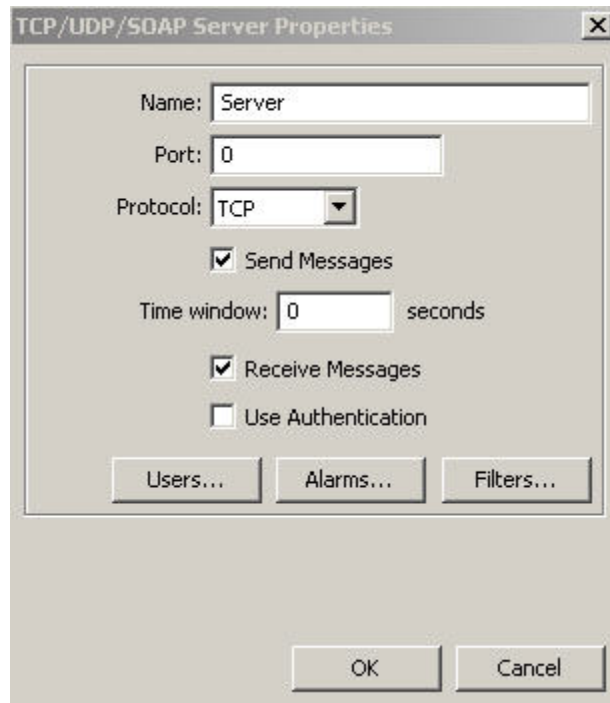 TCP/UDP/SOAP Server Properties
Name: Server
Port: 0
Protocol: TCP
Send Messages
Time window: 0 seconds
Receive Messages
Use Authentication
Users... Alarms... Filters...
OK Cancel